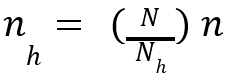 n_h = (N/N_h) n